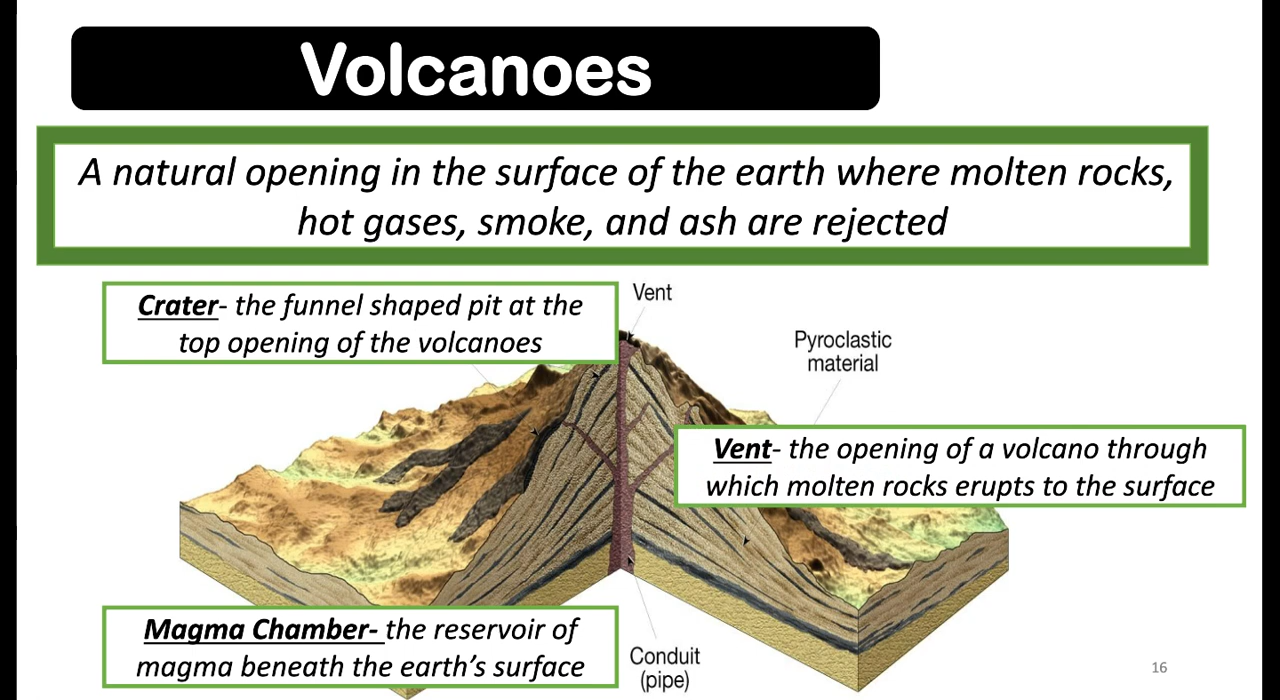 Volcanoes
A natural opening in the surface of the earth where molten rocks,
hot gases, smoke, and ash are rejected
Crater- the funnel shaped pit at the
top opening of the volcanoes
Vent
Pyroclastic
material
Vent- the opening of a volcano through
which molten rocks erupts to the surface
Magma Chamber- the reservoir of
magma beneath the earth's surface
Conduit
(pipe)
16